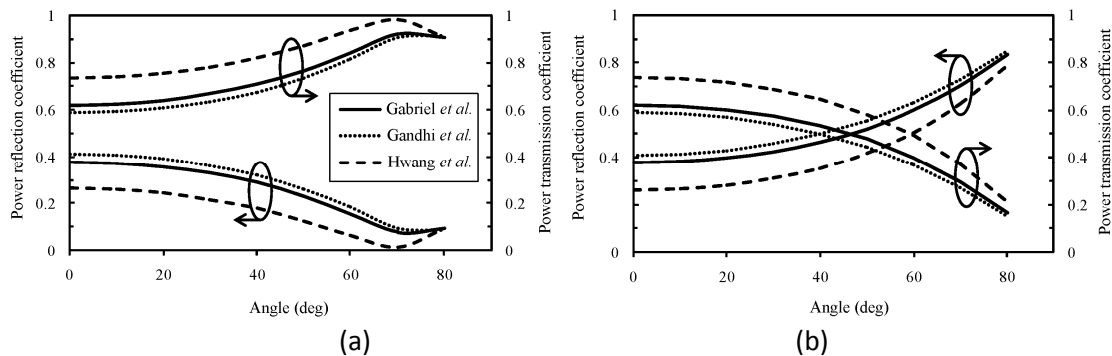 Power reflection coefficient
1
0.8
0.6
0.4
0.2
0
1
0.8
0.6
0.4
0.2
0
Power transmission coefficient
Gabriel et al.
Gandhi et al.
Hwang et al.
0 20 40 60 80
Angle (deg)
(a)
Power reflection coefficient
1
0.8
0.6
0.4
0.2
0
1
0.8
0.6
0.4
0.2
0
Power transmission coefficient
0 20 40 60 80
Angle (deg)
(b)